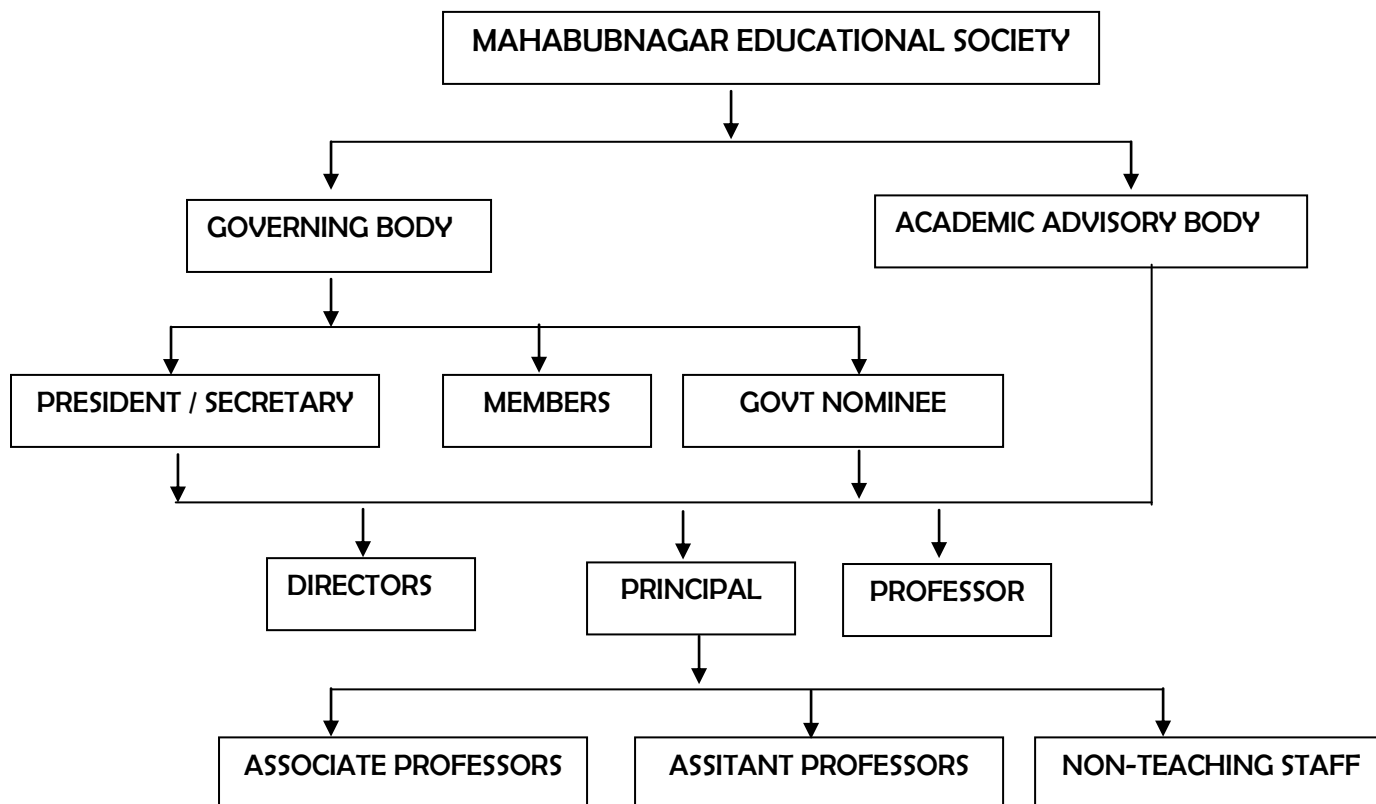 MAHABUBNAGAR EDUCATIONAL SOCIETY
GOVERNING BODY
ACADEMIC ADVISORY BODY
PRESIDENT / SECRETARY
MEMBERS
GOVT NOMINEE
DIRECTORS
PRINCIPAL
PROFESSOR
ASSOCIATE PROFESSORS
ASSITANT PROFESSORS
NON-TEACHING STAFF